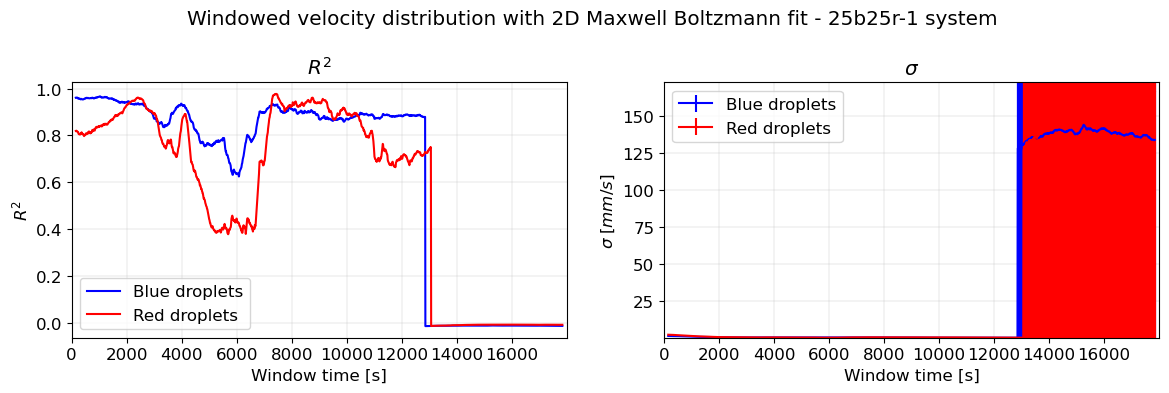 Windowed velocity distribution with 2D Maxwell Boltzmann fit - 25b25r-1 system
R²
1.0
0.8
0.6
0.4
0.2
0.0
R²
Blue droplets
Red droplets
0 2000 4000 6000 8000 10000 12000 14000 16000
Window time [s]
σ
150
125
100
75
50
25
σ [mm/s]
Blue droplets
Red droplets
0 2000 4000 6000 8000 10000 12000 14000 16000
Window time [s]